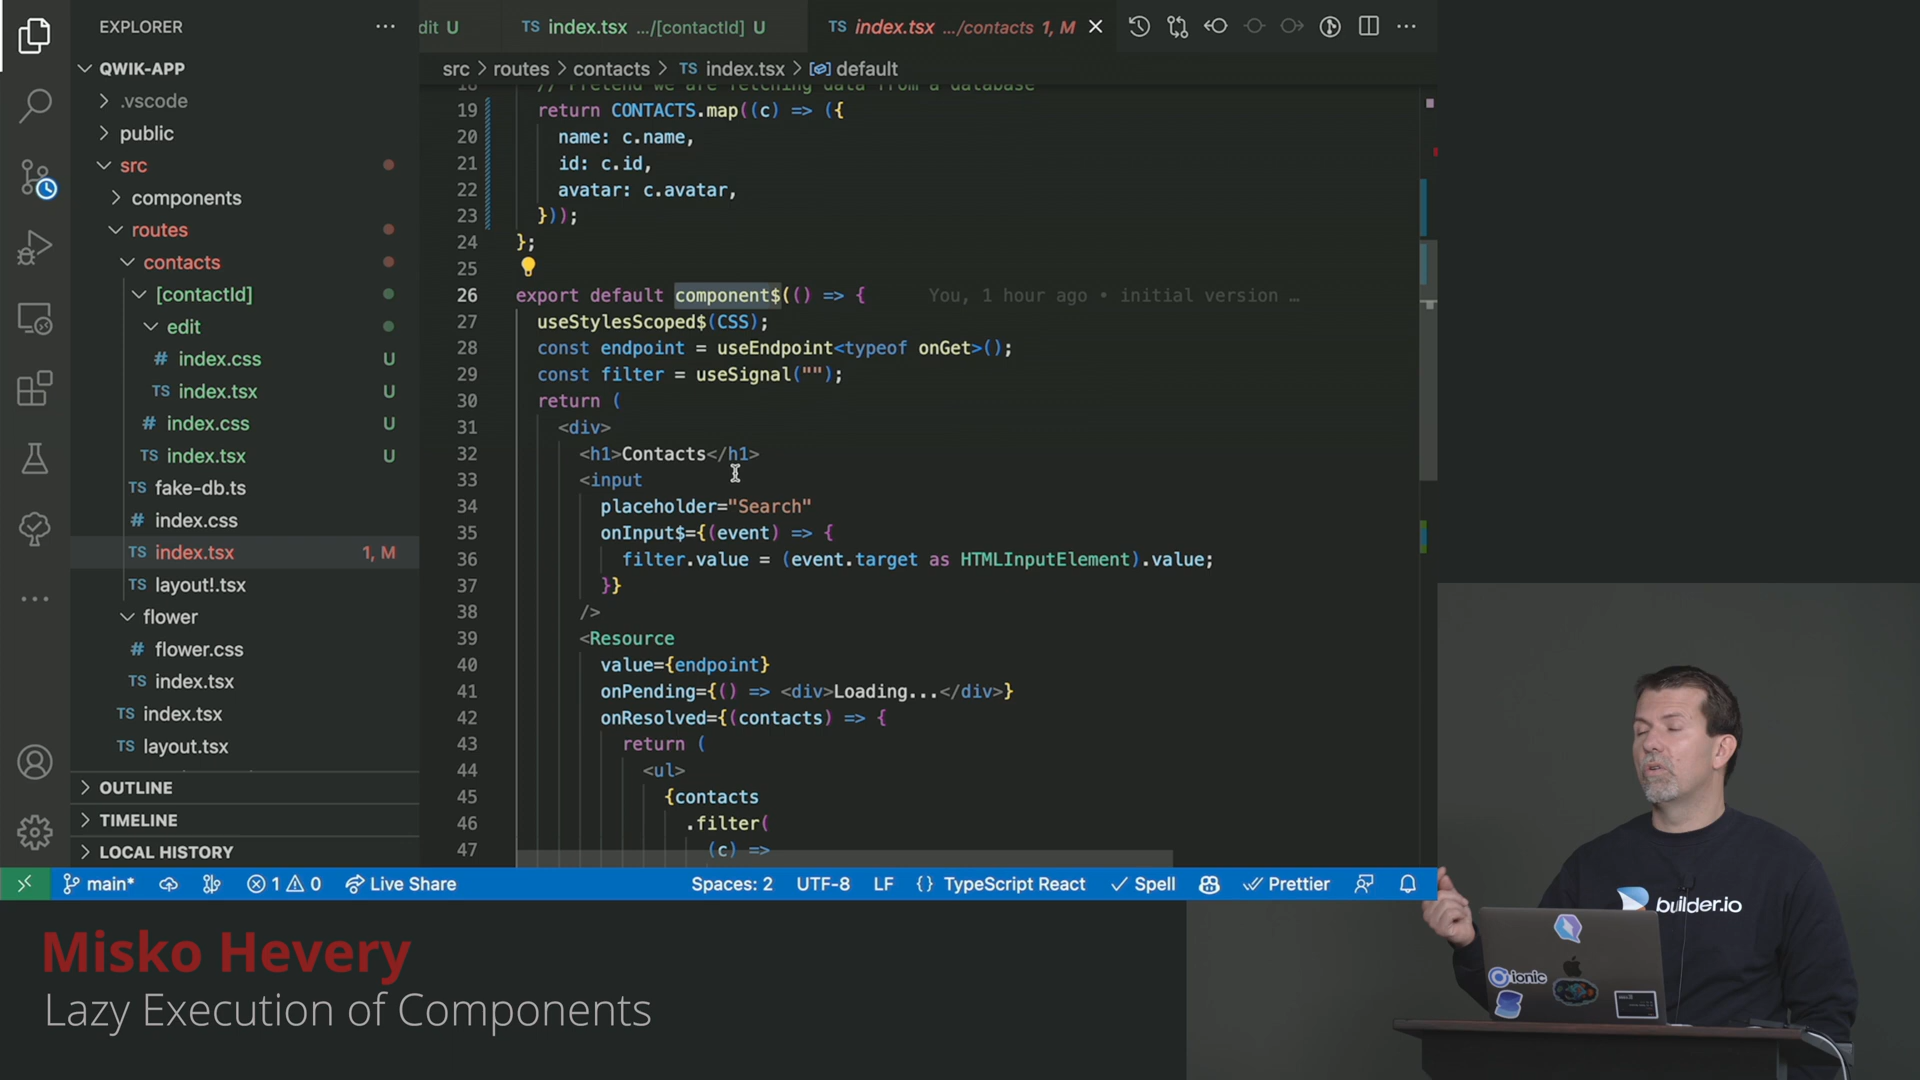 EXPLORER
QWIK-APP
.vscode
public
src
components
routes
contacts
[contactId]
edit
# index.css U
TS index.tsx U
# index.css U
TS index.tsx U
TS fake-db.ts
# index.css
TS index.tsx 1, M
TS layout!.tsx
flower
# flower.css
TS index.tsx
TS index.tsx
TS layout.tsx
OUTLINE
TIMELINE
LOCAL HISTORY
dit U
TS index.tsx .../[contactId] U
TS index.tsx .../contacts 1, M
src > routes > contacts > TS index.tsx > default
18 // Pretend we are fetching data from a database
19 return CONTACTS.map((c) => ({
20 name: c.name,
21 id: c.id,
22 avatar: c.avatar,
23 }));
24 };
25
26 export default component$(() => { You, 1 hour ago • initial version …
27 useStylesScoped$(CSS);
28 const endpoint = useEndpoint<typeof onGet>();
29 const filter = useSignal("");
30 return (
31 <div>
32 <h1>Contacts</h1>
33 <input
34 placeholder="Search"
35 onInput$={(event) => {
36 filter.value = (event.target as HTMLInputElement).value;
37 }}
38 />
39 <Resource
40 value={endpoint}
41 onPending={() => <div>Loading...</div>}
42 onResolved={(contacts) => {
43 return (
44 <ul>
45 {contacts
46 .filter(
47 (c) =>
main* 1 0 Live Share Spaces: 2 UTF-8 LF {} TypeScript React Spell Prettier
Misko Hevery
Lazy Execution of Components
builder.io
ionic